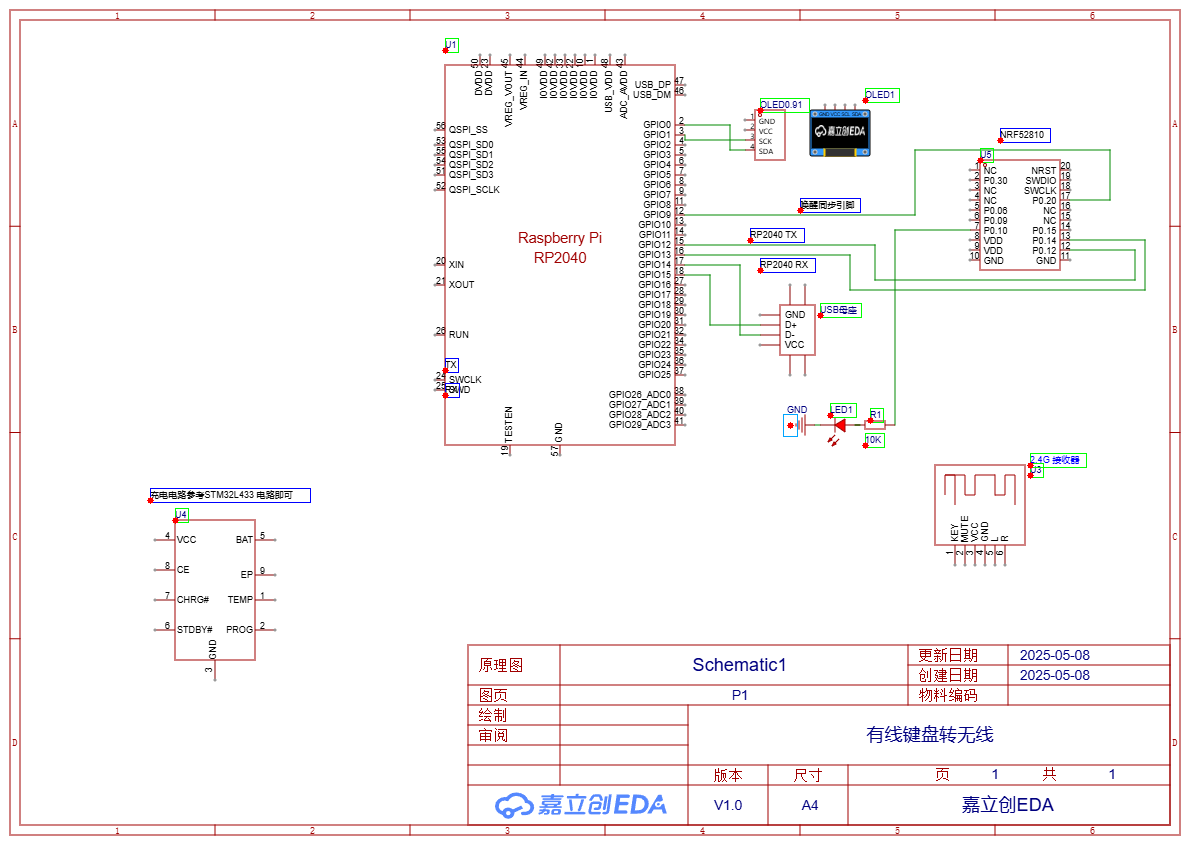 1 2 3 4 5 6
A
B
C
D
U1
50 23 45 44 49 42 33 22 10 1 48 43
DVDD
DVDD
VREG_VOUT
VREG_IN
IOVDD
IOVDD
IOVDD
IOVDD
IOVDD
IOVDD
USB_VDD
ADC_AVDD
USB_DP 47
USB_DM 46
56 QSPI_SS
53 QSPI_SD0
55 QSPI_SD1
54 QSPI_SD2
51 QSPI_SD3
52 QSPI_SCLK
20 XIN
21 XOUT
26 RUN
TX
24 SWCLK
25 SWD
19 TESTEN
57 GND
Raspberry Pi
RP2040
GPIO0 2
GPIO1 3
GPIO2 4
GPIO3 5
GPIO4 6
GPIO5 7
GPIO6 8
GPIO7 9
GPIO8 11
GPIO9 12
GPIO10 13
GPIO11 14
GPIO12 15
GPIO13 16
GPIO14 17
GPIO15 18
GPIO16 27
GPIO17 28
GPIO18 29
GPIO19 30
GPIO20 31
GPIO21 32
GPIO22 34
GPIO23 35
GPIO24 36
GPIO25 37
GPIO26_ADC0 38
GPIO27_ADC1 39
GPIO28_ADC2 40
GPIO29_ADC3 41
OLED0.91
1 GND
2 VCC
3 SCK
4 SDA
OLED1
GND VCC SCL SDA
嘉立创EDA
NRF52810
U5
1 NC
2 P0.30
3 NC
4 NC
5 P0.06
6 P0.09
7 P0.10
8 VDD
9 VDD
10 GND
NRST 20
SWDIO 19
SWCLK 18
P0.20 17
NC 16
NC 15
P0.15 14
P0.14 13
P0.12 12
GND 11
唤醒同步引脚
RP2040 TX
RP2040 RX
USB母座
GND
D+
D-
VCC
GND
LED1
R1
10K
2.4G 接收器
U3
KEY
MUTE
VCC
GND
L
R
1 2 3 4 5 6
充电电路参考STM32L433 电路即可
U4
4 VCC
8 CE
7 CHRG#
6 STDBY#
BAT 5
EP 9
TEMP 1
PROG 2
3 GND
原理图 Schematic1
更新日期 2025-05-08
创建日期 2025-05-08
图页 P1 物料编码
绘制
审阅
有线键盘转无线
版本 尺寸 页 1 共 1
嘉立创EDA V1.0 A4 嘉立创EDA
1 2 3 4 5 6
A
B
C
D